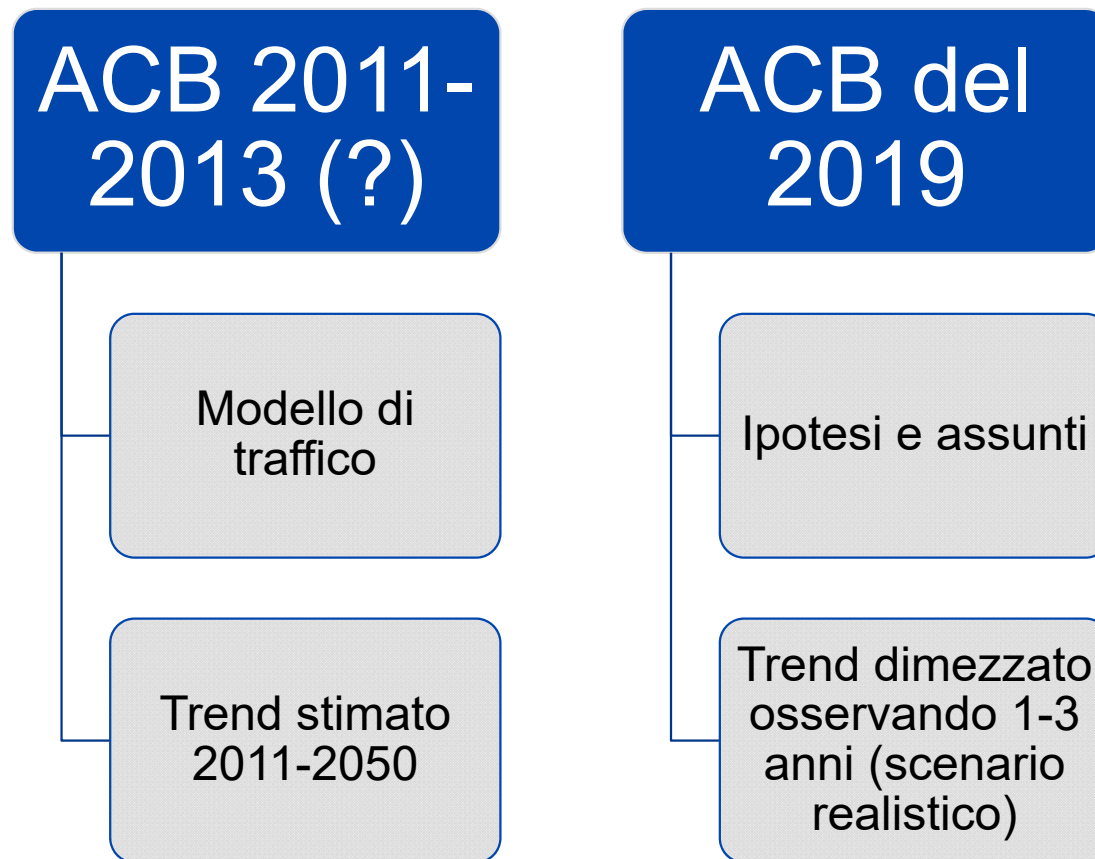 ACB 2011-
2013 (?)
Modello di
traffico
Trend stimato
2011-2050
ACB del
2019
Ipotesi e assunti
Trend dimezzato
osservando 1-3
anni (scenario
realistico)